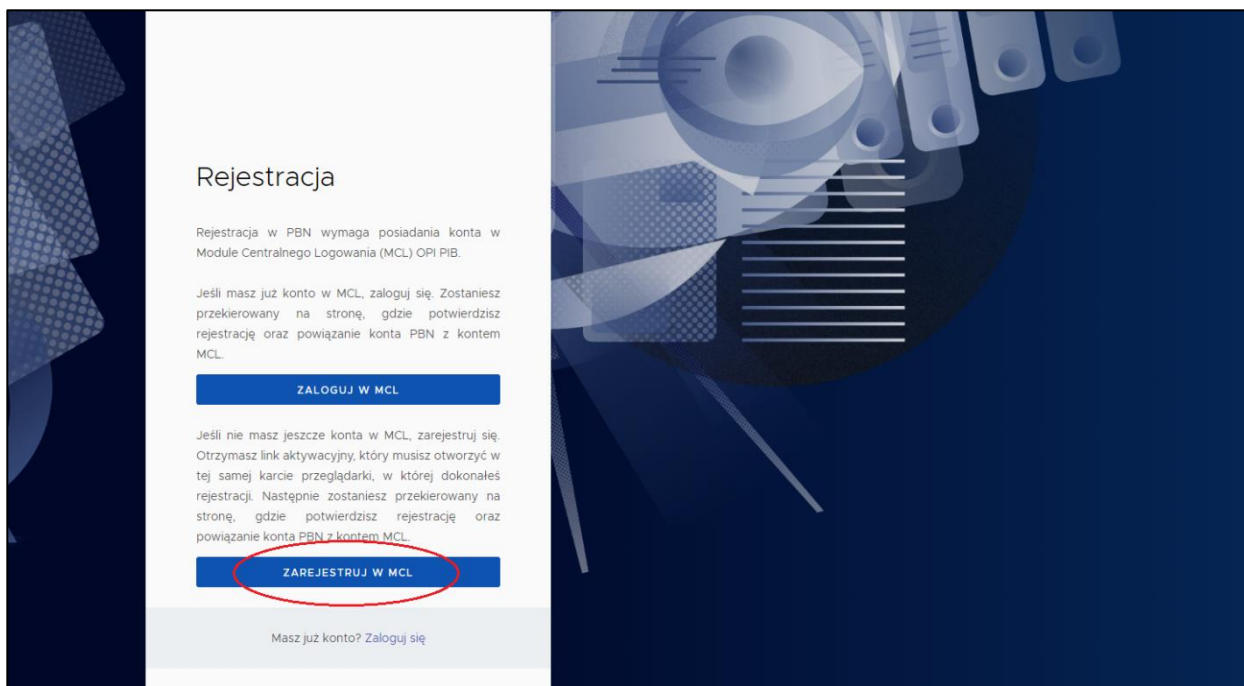 Rejestracja
Rejestracja w PBN wymaga posiadania konta w
Module Centralnego Logowania (MCL) OPI PIB.
Jeśli masz już konto w MCL, zaloguj się. Zostaniesz
przekierowany na stronę, gdzie potwierdzisz
rejestrację oraz powiązanie konta PBN z kontem
MCL.
ZALOGUJ W MCL
Jeśli nie masz jeszcze konta w MCL, zarejestruj się.
Otrzymasz link aktywacyjny, który musisz otworzyć w
tej samej karcie przeglądarki, w której dokonałeś
rejestracji. Następnie zostaniesz przekierowany na
stronę, gdzie potwierdzisz rejestrację oraz
powiązanie konta PBN z kontem MCL.
ZAREJESTRUJ W MCL
Masz już konto? Zaloguj się